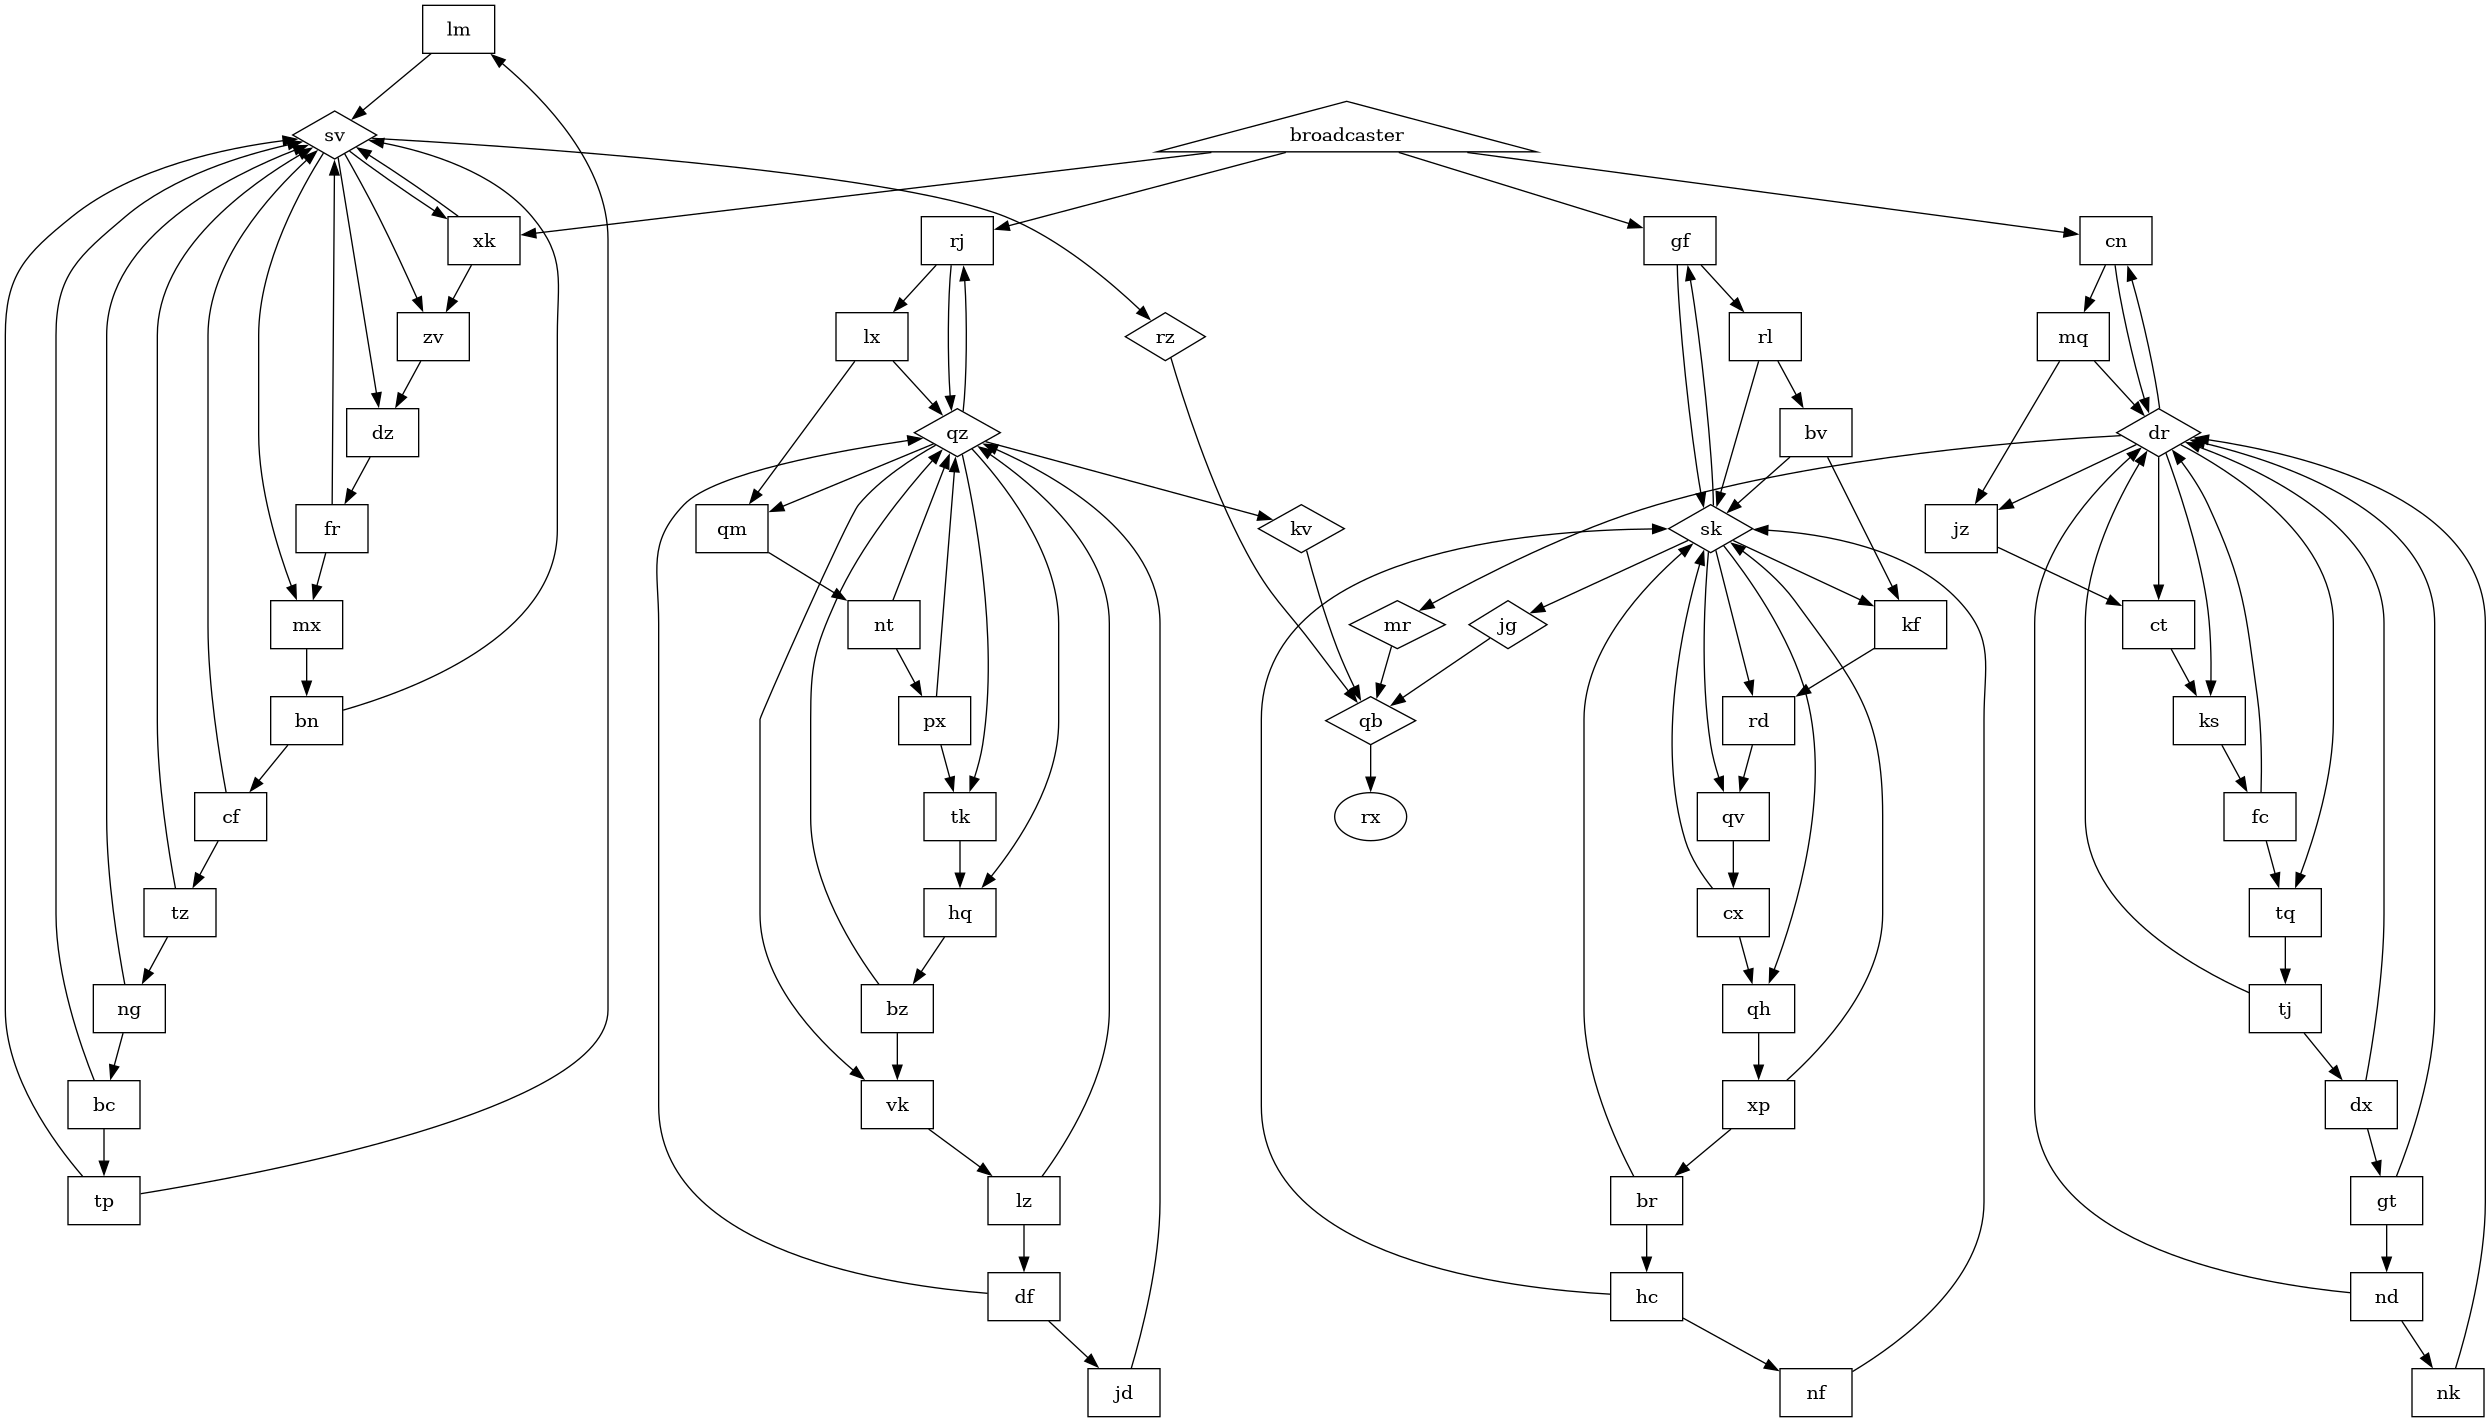 lm
sv
broadcaster
xk
rj
gf
cn
zv
lx
rz
rl
mq
dz
qz
bv
dr
fr
qm
kv
sk
jz
mx
nt
mr
jg
kf
ct
bn
px
qb
rd
ks
cf
tk
rx
qv
fc
tz
hq
cx
tq
ng
bz
qh
tj
bc
vk
xp
dx
tp
lz
br
gt
df
hc
nd
jd
nf
nk